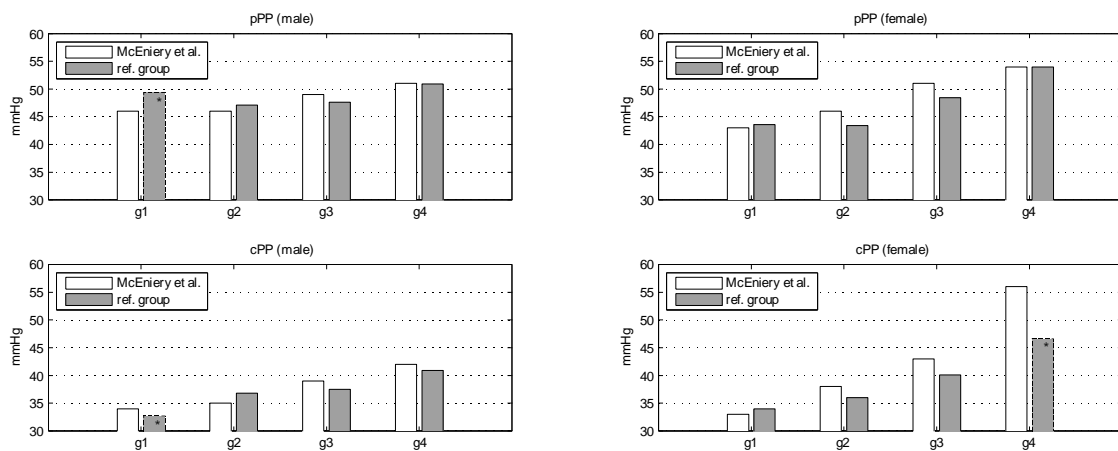 pPP (male)
60
55
50
45
40
35
30
mmHg
McEniery et al.
ref. group
*
g1 g2 g3 g4
pPP (female)
60
55
50
45
40
35
30
mmHg
McEniery et al.
ref. group
g1 g2 g3 g4
cPP (male)
60
55
50
45
40
35
30
mmHg
McEniery et al.
ref. group
*
g1 g2 g3 g4
cPP (female)
60
55
50
45
40
35
30
mmHg
McEniery et al.
ref. group
*
g1 g2 g3 g4